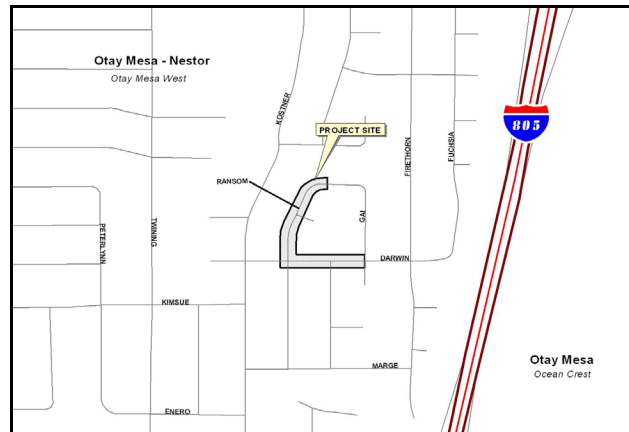 Otay Mesa - Nestor
Otay Mesa West
KOSTNER
805
PROJECT SITE
FIRETHORN
FUCHSIA
RANSOM
GAI
PETERLYNN
TWINING
DARWIN
KIMSUE
Otay Mesa
Ocean Crest
MARGE
ENERO